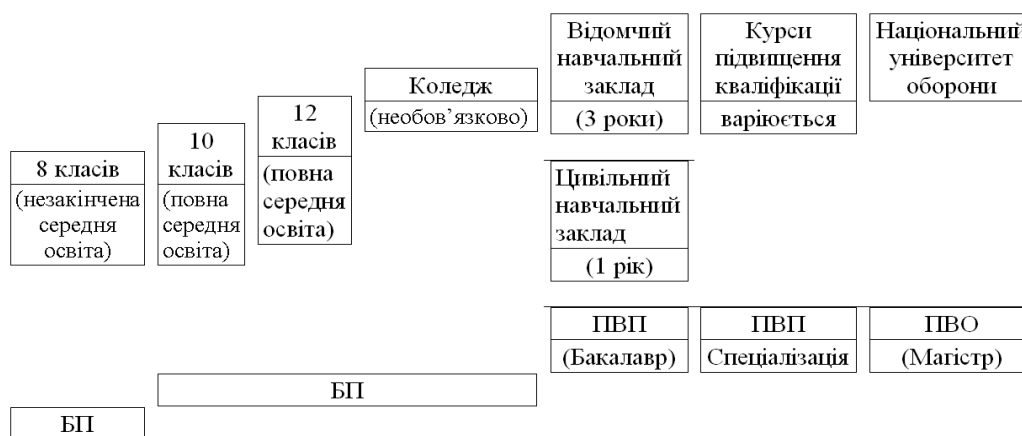 8 класів
(незакінчена
середня
освіта)
10
класів
(повна
середня
освіта)
12
класів
(повна
середня
освіта)
Коледж
(необов’язково)
Відомчий
навчальний
заклад
(3 роки)
Курси
підвищення
кваліфікації
варіюється
Національний
університет
оборони
Цивільний
навчальний
заклад
(1 рік)
ПВП
(Бакалавр)
ПВП
Спеціалізація
ПВО
(Магістр)
БП
БП